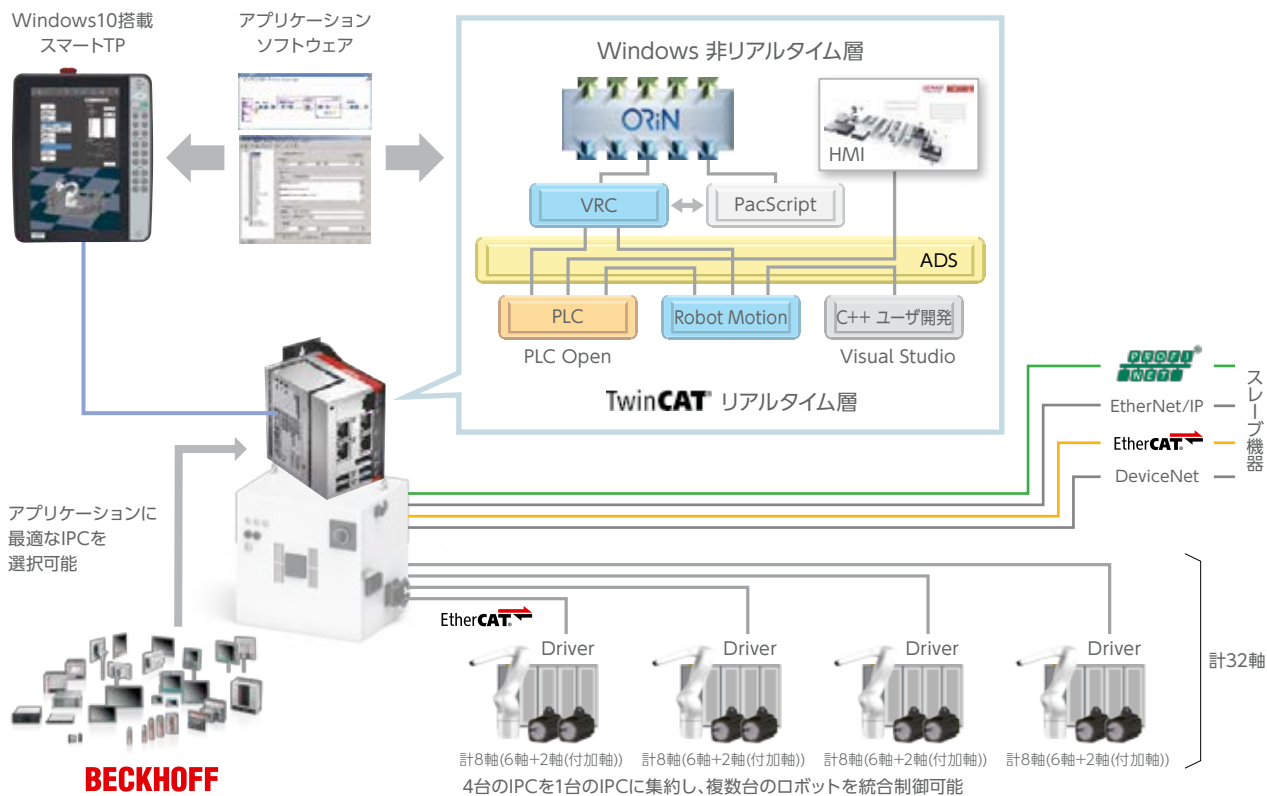 Windows10搭載
スマートTP
アプリケーション
ソフトウェア
Windows 非リアルタイム層
ORiN
BECKHOFF
HMI
VRC
PacScript
ADS
PLC
Robot Motion
C++ ユーザ開発
PLC Open
Visual Studio
TwinCAT® リアルタイム層
PROFI®
NET
EtherNet/IP
EtherCAT®
DeviceNet
スレーブ機器
アプリケーションに
最適なIPCを
選択可能
BECKHOFF
EtherCAT®
Driver
Driver
Driver
Driver
計8軸(6軸+2軸(付加軸))
計8軸(6軸+2軸(付加軸))
計8軸(6軸+2軸(付加軸))
計8軸(6軸+2軸(付加軸))
計32軸
4台のIPCを1台のIPCに集約し、複数台のロボットを統合制御可能